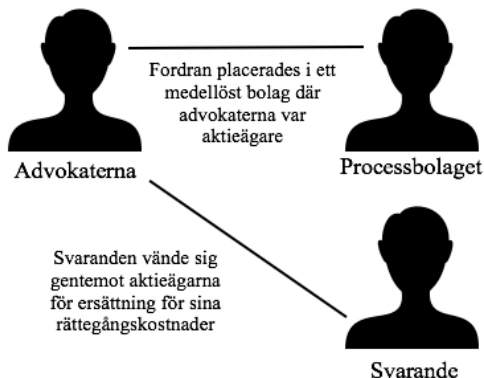 Fordran placerades i ett
medellöst bolag där
advokaterna var
aktieägare
Advokaterna
Processbolaget
Svaranden vände sig
gentemot aktieägarna
för ersättning för sina
rättegångskostnader
Svarande